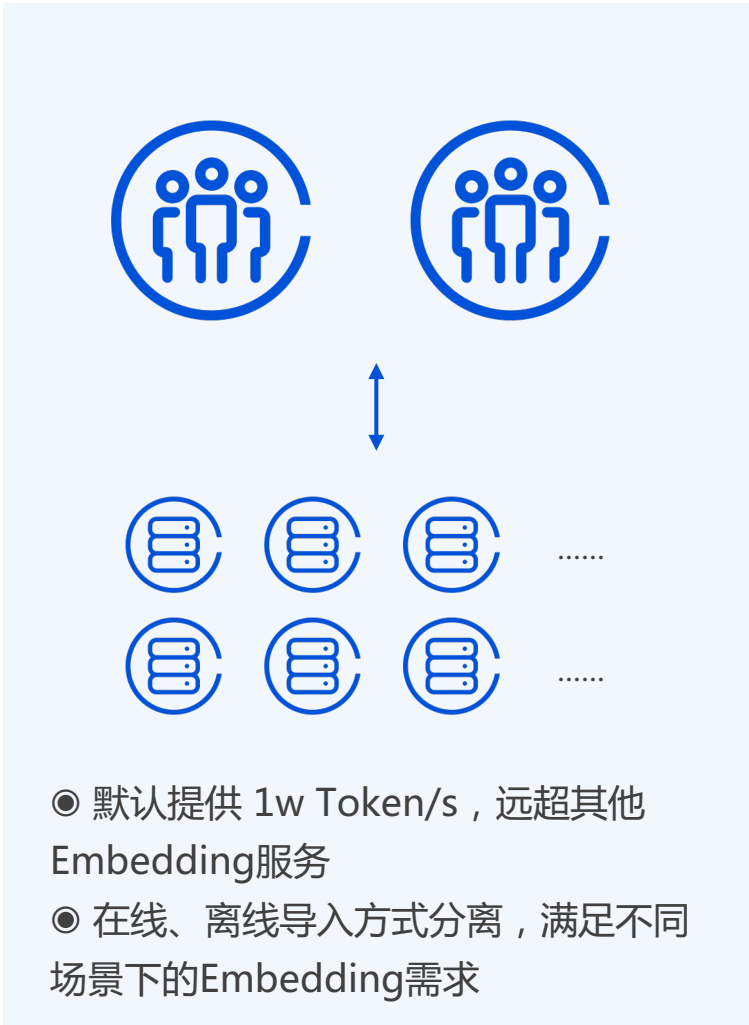 ......
......
◉ 默认提供 1w Token/s，远超其他
Embedding服务
◉ 在线、离线导入方式分离，满足不同
场景下的Embedding需求